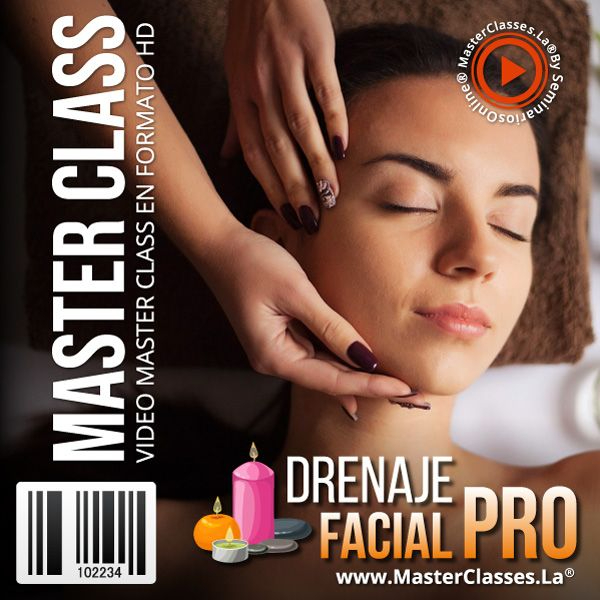 MASTER CLASS
VIDEO MASTER CLASS EN FORMATO HD
MasterClasses.La® By SeminariosOnline®
DRENAJE
FACIAL PRO
www.MasterClasses.La®
102234